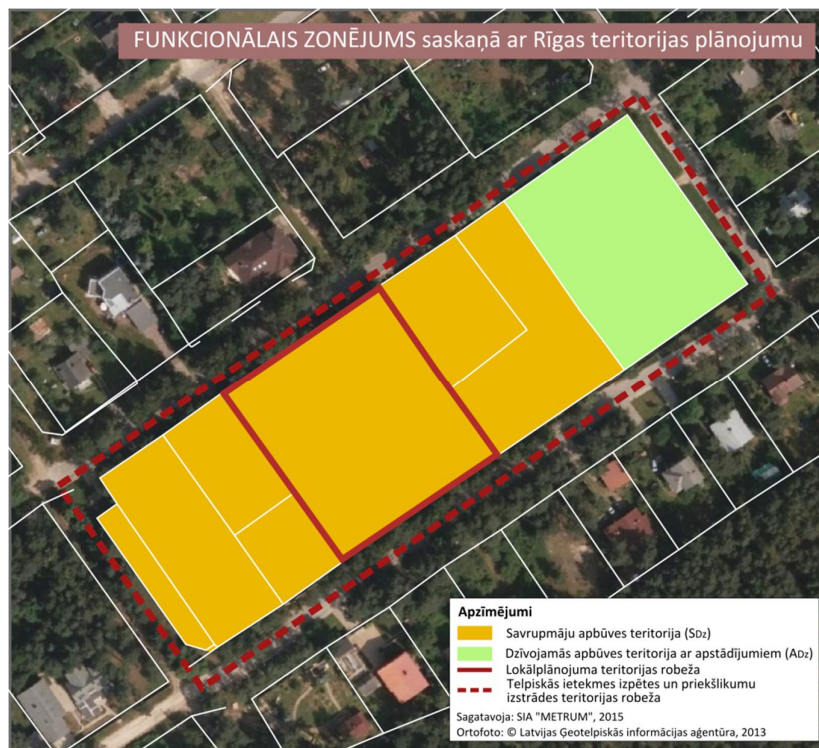 FUNKCIONĀLAIS ZONĒJUMS saskaņā ar Rīgas teritorijas plānojumu
Apzīmējumi
Savrupmāju apbūves teritorija (SDz)
Dzīvojamās apbūves teritorija ar apstādījumiem (ADz)
Lokālplānojuma teritorijas robeža
Telpiskās ietekmes izpētes un priekšlikumu
izstrādes teritorijas robeža
Sagatavoja: SIA "METRUM", 2015
Ortofoto: © Latvijas Ģeotelpiskās informācijas aģentūra, 2013